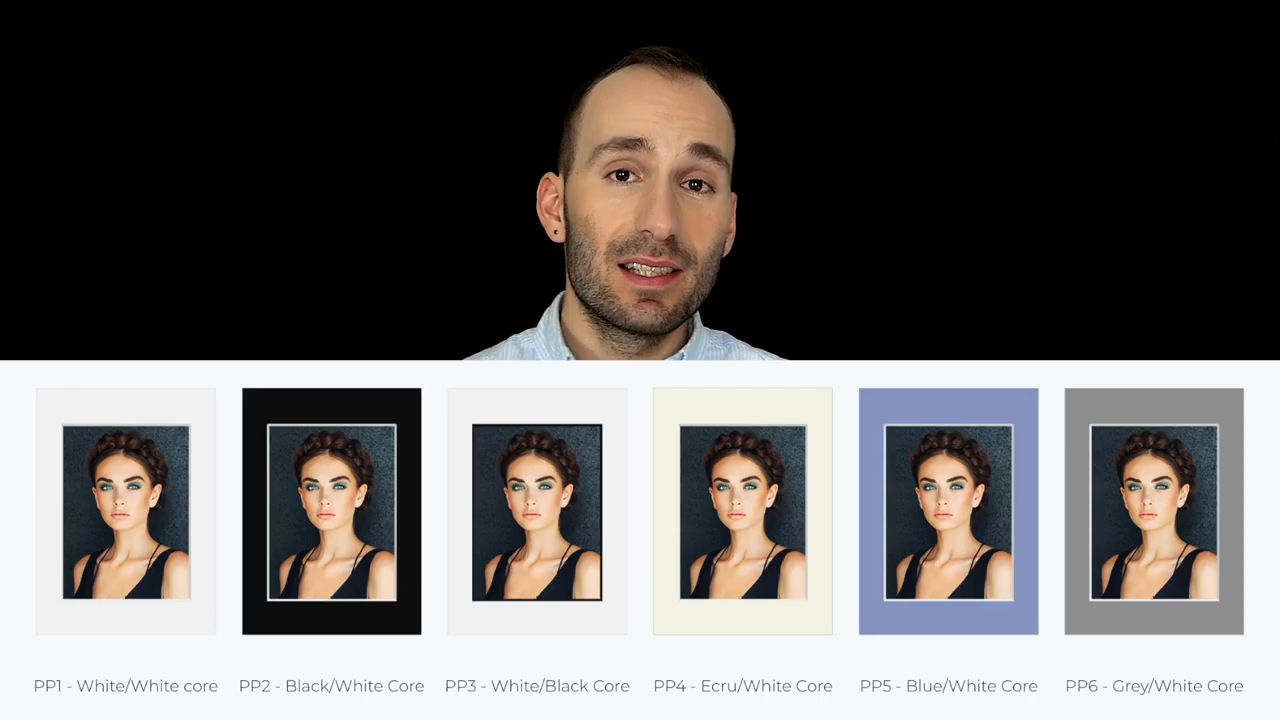 PP1 - White/White core
PP2 - Black/White Core
PP3 - White/Black Core
PP4 - Ecru/White Core
PP5 - Blue/White Core
PP6 - Grey/White Core